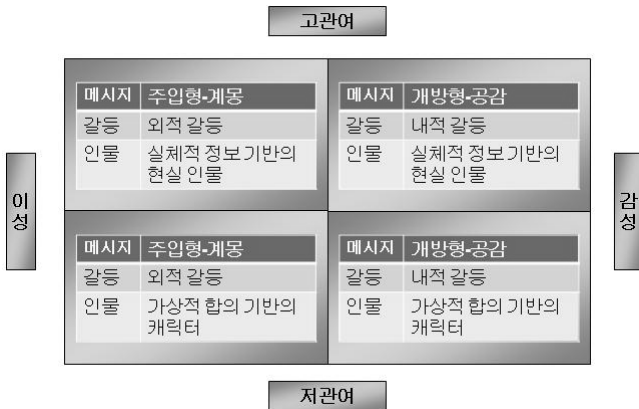 고관여
메시지 주입형-계몽
갈등 외적 갈등
인물 실체적 정보 기반의
현실 인물
메시지 개방형-공감
갈등 내적 갈등
인물 실체적 정보 기반의
현실 인물
이
성
감
성
메시지 주입형-계몽
갈등 외적 갈등
인물 가상적 합의 기반의
캐릭터
메시지 개방형-공감
갈등 내적 갈등
인물 가상적 합의 기반의
캐릭터
저관여